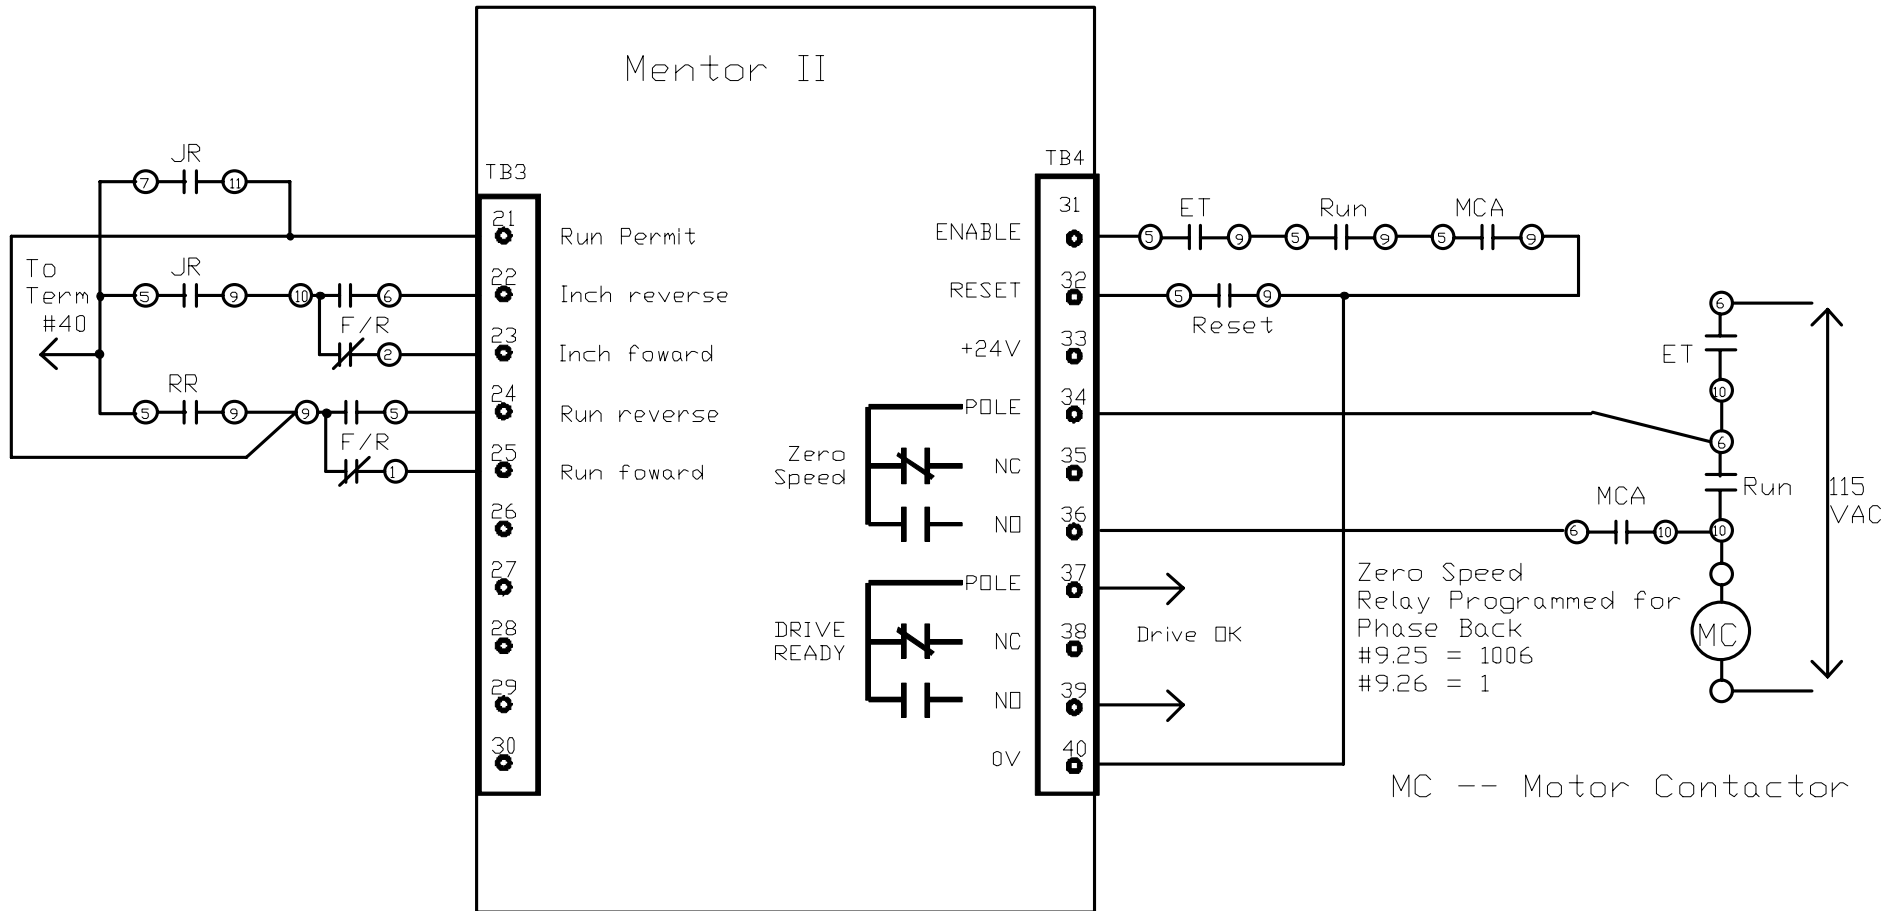 Mentor II
JR
7
11
TB3
21
Run Permit
To
Term
#40
JR
5
9
10
6
22
Inch reverse
F/R
2
23
Inch foward
RR
5
9
9
5
24
Run reverse
F/R
1
25
Run foward
26
27
28
29
30
TB4
31
ENABLE
ET
5
9
Run
5
9
MCA
5
9
32
RESET
5
9
Reset
33
+24V
34
POLE
Zero
Speed
NC
35
NO
36
POLE
37
DRIVE
READY
NC
38
Drive OK
NO
39
0V
40
6
ET
10
6
Run
115
VAC
MCA
6
10
10
MC
Zero Speed
Relay Programmed for
Phase Back
#9.25 = 1006
#9.26 = 1
MC -- Motor Contactor